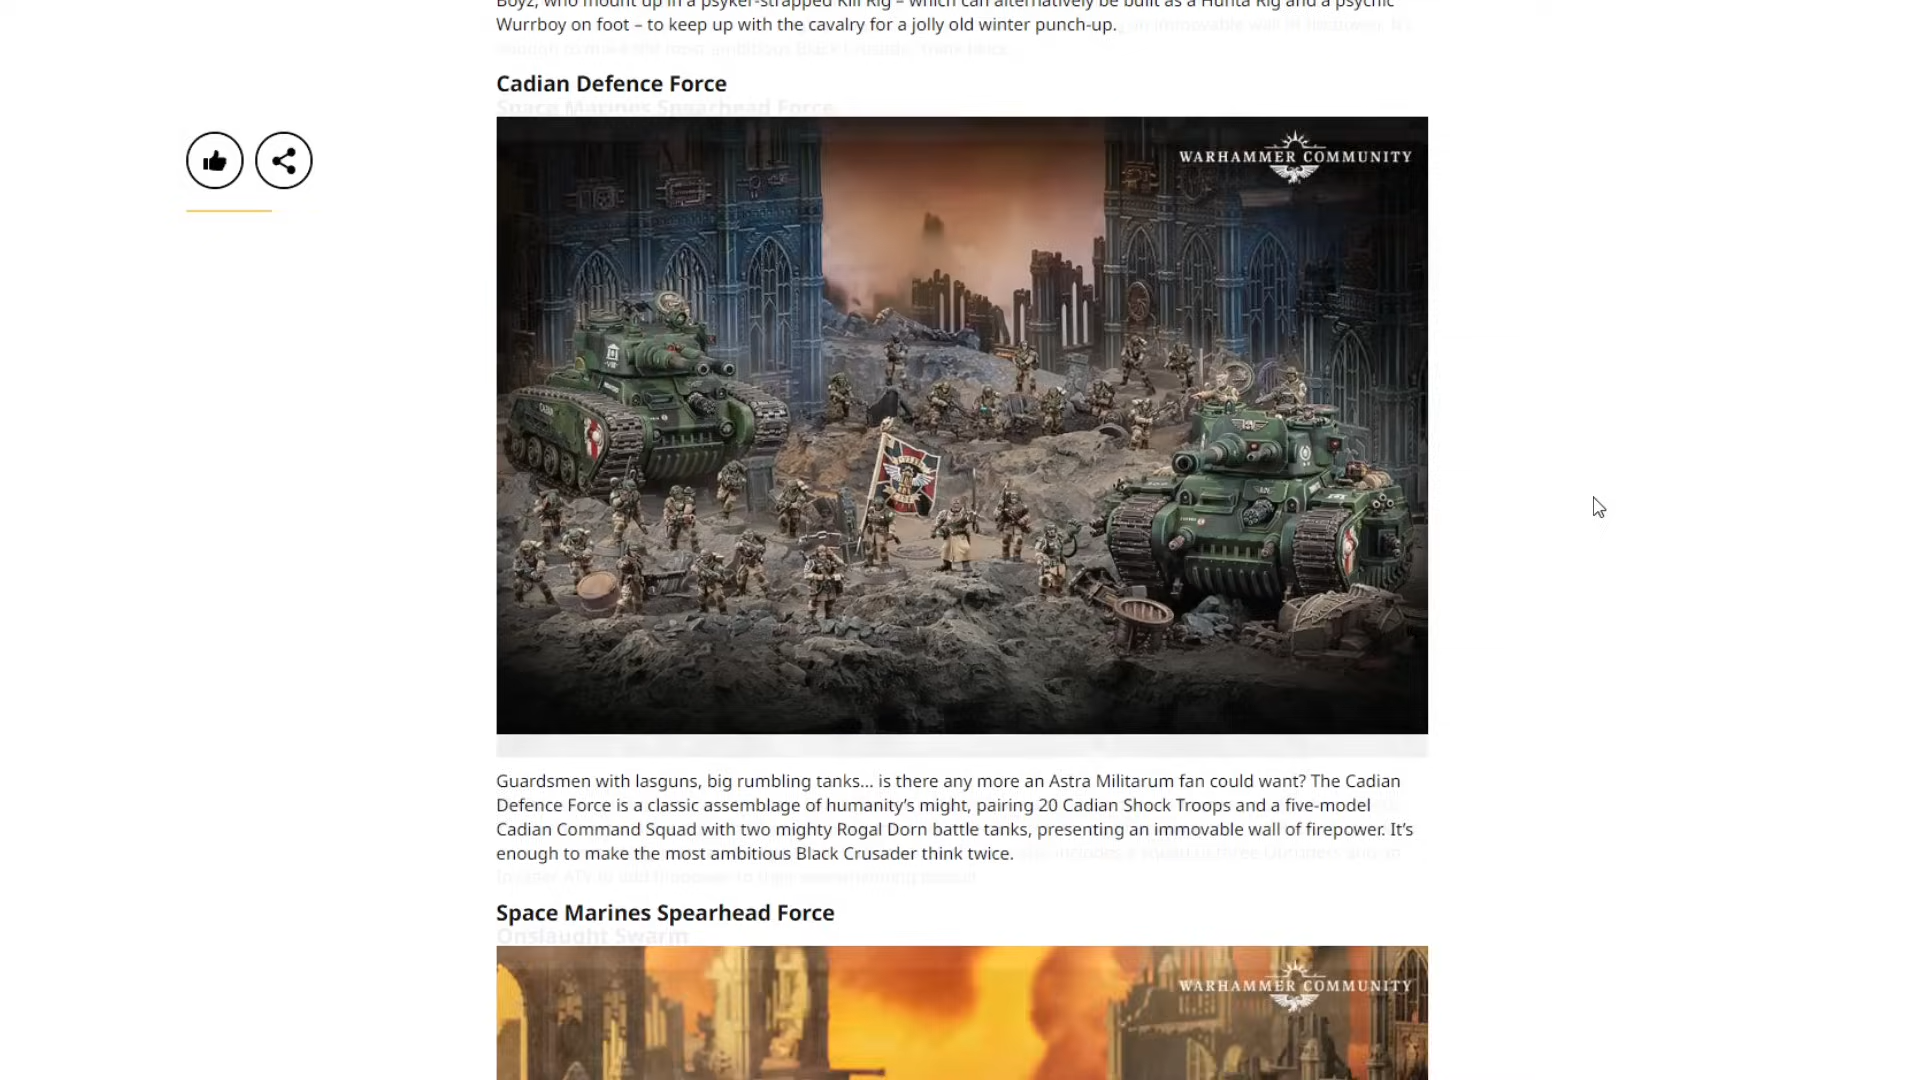 Boyz, who mount up in a psyker-strapped Kill Rig – which can alternatively be built as a Hunta Rig and a psychic
Wurrboy on foot – to keep up with the cavalry for a jolly old winter punch-up.
Cadian Defence Force
WARHAMMER COMMUNITY
Guardsmen with lasguns, big rumbling tanks… is there any more an Astra Militarum fan could want? The Cadian
Defence Force is a classic assemblage of humanity’s might, pairing 20 Cadian Shock Troops and a five-model
Cadian Command Squad with two mighty Rogal Dorn battle tanks, presenting an immovable wall of firepower. It’s
enough to make the most ambitious Black Crusader think twice.
Space Marines Spearhead Force
Onslaught Swarm
WARHAMMER COMMUNITY